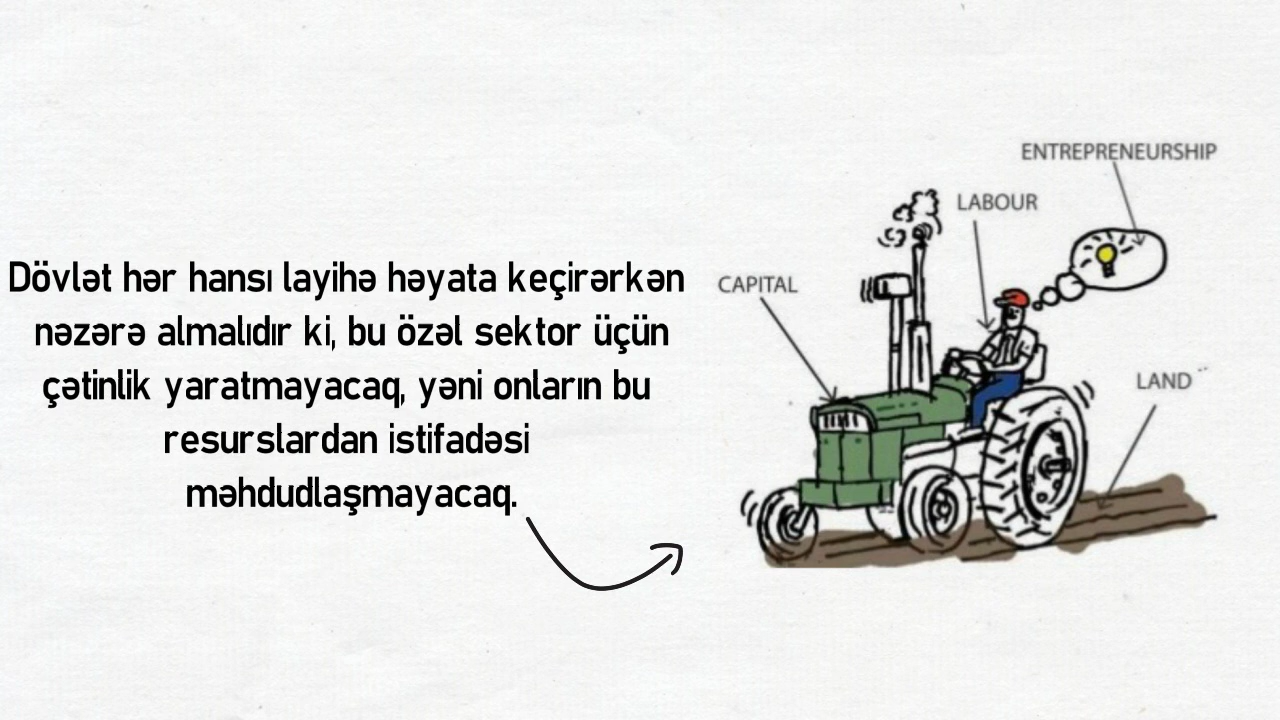 Dövlət hər hansı layihə həyata keçirərkən
nəzərə almalıdır ki, bu özəl sektor üçün
çətinlik yaratmayacaq, yəni onların bu
resurslardan istifadəsi
məhdudlaşmayacaq.
ENTREPRENEURSHIP
LABOUR
CAPITAL
LAND